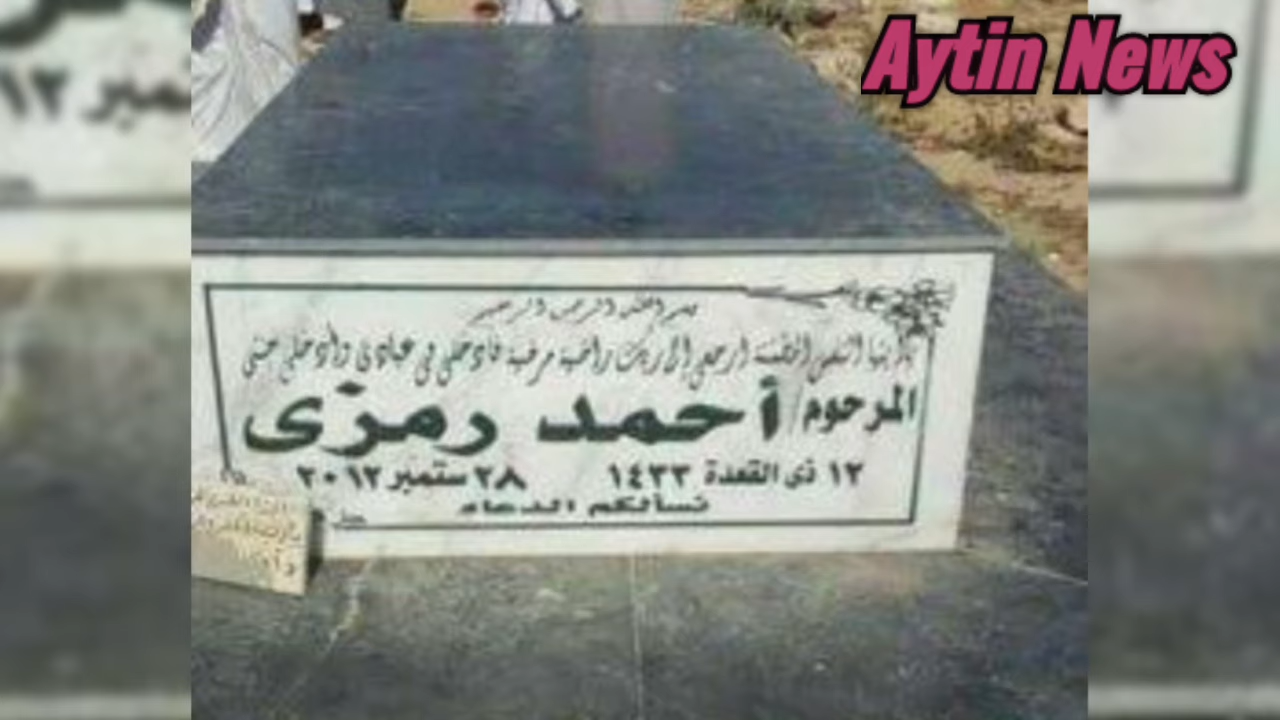 Aytin News
بسم الله الرحمن الرحيم
يا أيتها النفس المطمئنة ارجعي إلى ربك راضية مرضية فادخلي في عبادي وادخلي جنتي
المرحوم أحمد رمزى
١٢ ذى القعدة ١٤٣٣ ٢٨ ستمبر ٢٠١٢
نسألكم الدعاء